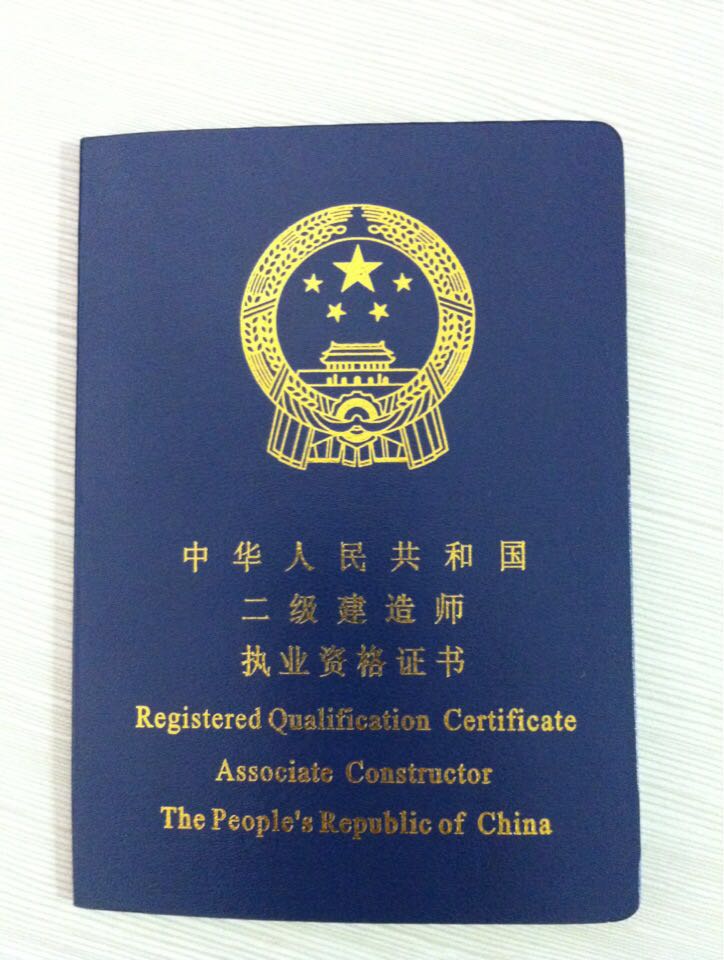 中华人民共和国
二级建造师
执业资格证书
Registered Qualification Certificate
Associate Constructor
The People's Republic of China